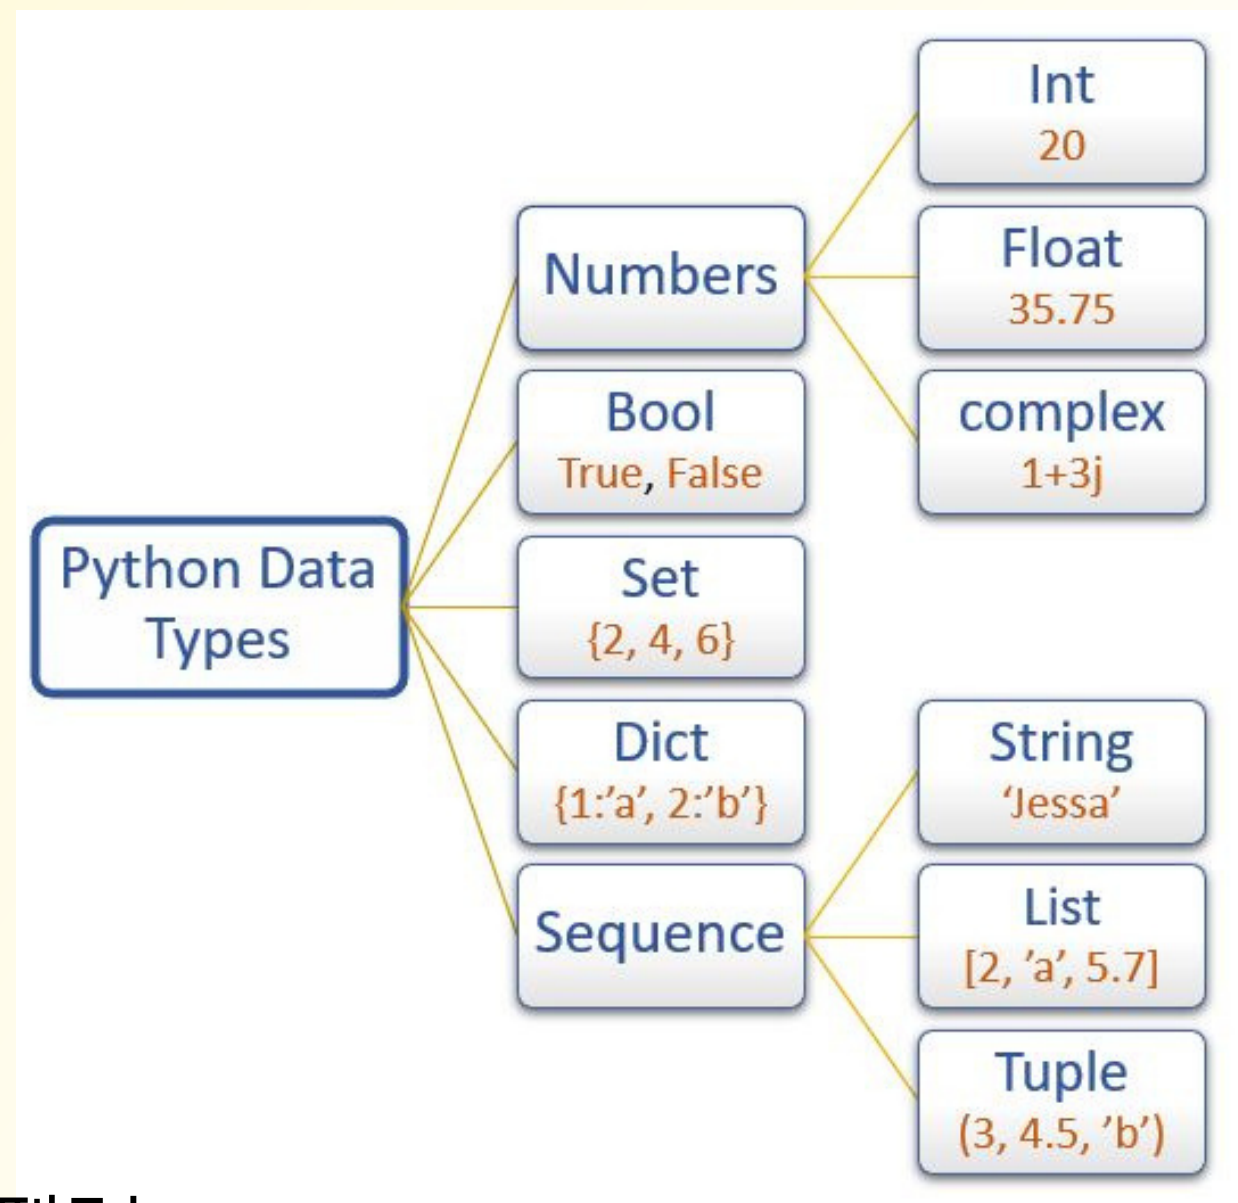 Int
20
Numbers
Float
35.75
complex
1+3j
Bool
True, False
Python Data
Types
Set
{2, 4, 6}
Dict
{1:’a’, 2:’b’}
Sequence
String
‘Jessa’
List
[2, ’a’, 5.7]
Tuple
(3, 4.5, ’b’)